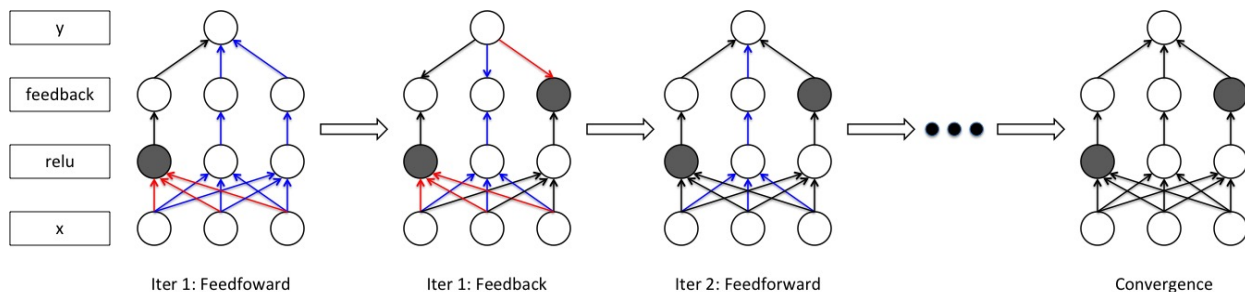 y
feedback
relu
x
Iter 1: Feedfoward
Iter 1: Feedback
Iter 2: Feedforward
Convergence